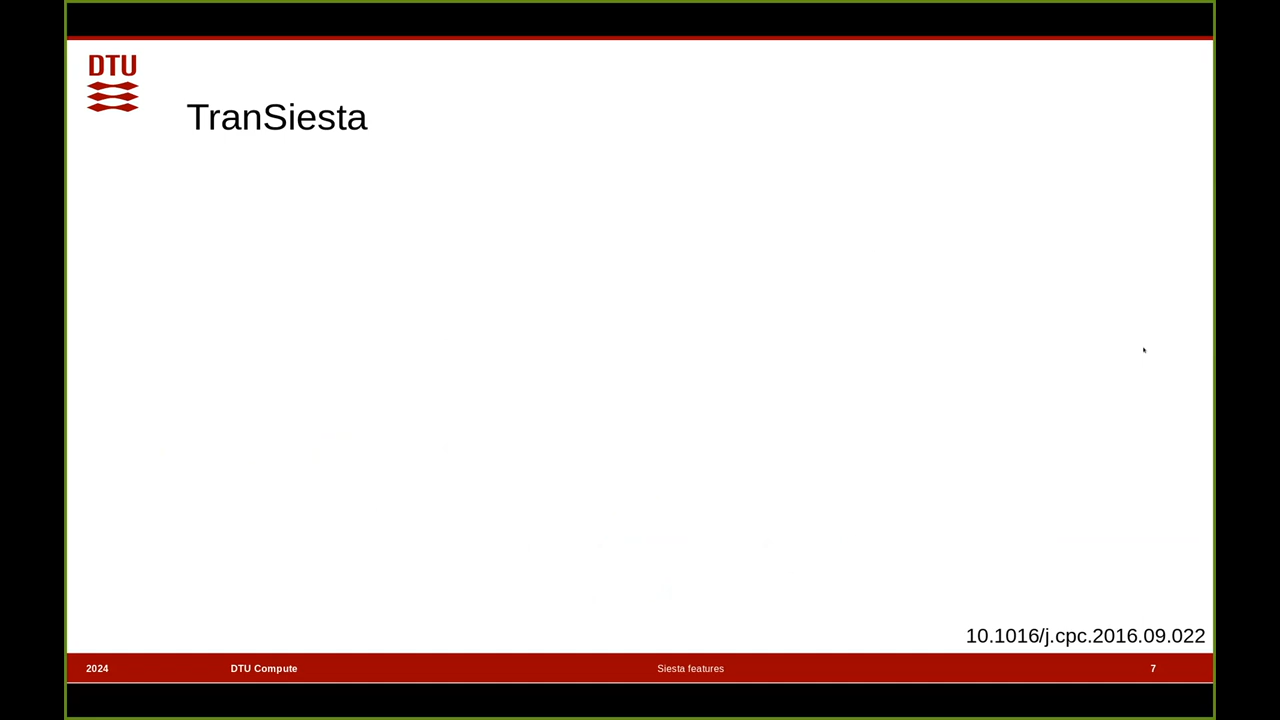 DTU
TranSiesta
10.1016/j.cpc.2016.09.022
2024 DTU Compute Siesta features 7